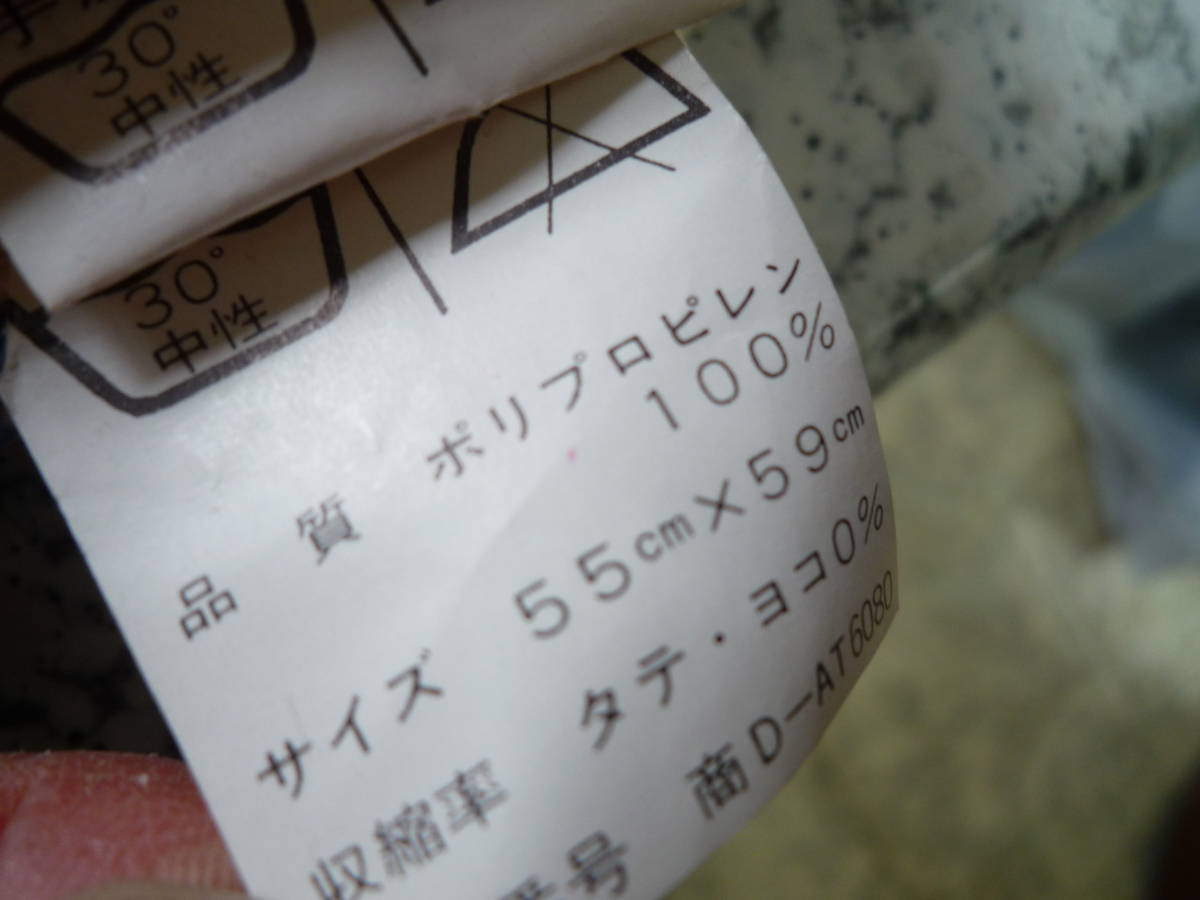 30°
中性
30°
中性
品質 ポリプロピレン
100%
サイズ 55cm×59cm
収縮率 タテ・ヨコ0%
号 商D-AT6080